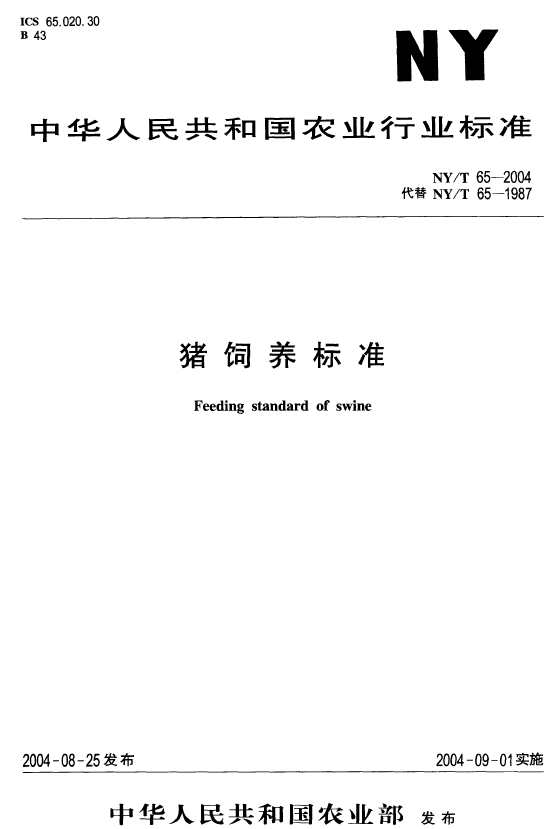 ICS 65.020.30
B 43
NY
中华人民共和国农业行业标准
NY/T 65—2004
代替 NY/T 65—1987
猪饲养标准
Feeding standard of swine
2004-08-25发布
2004-09-01实施
中华人民共和国农业部 发布